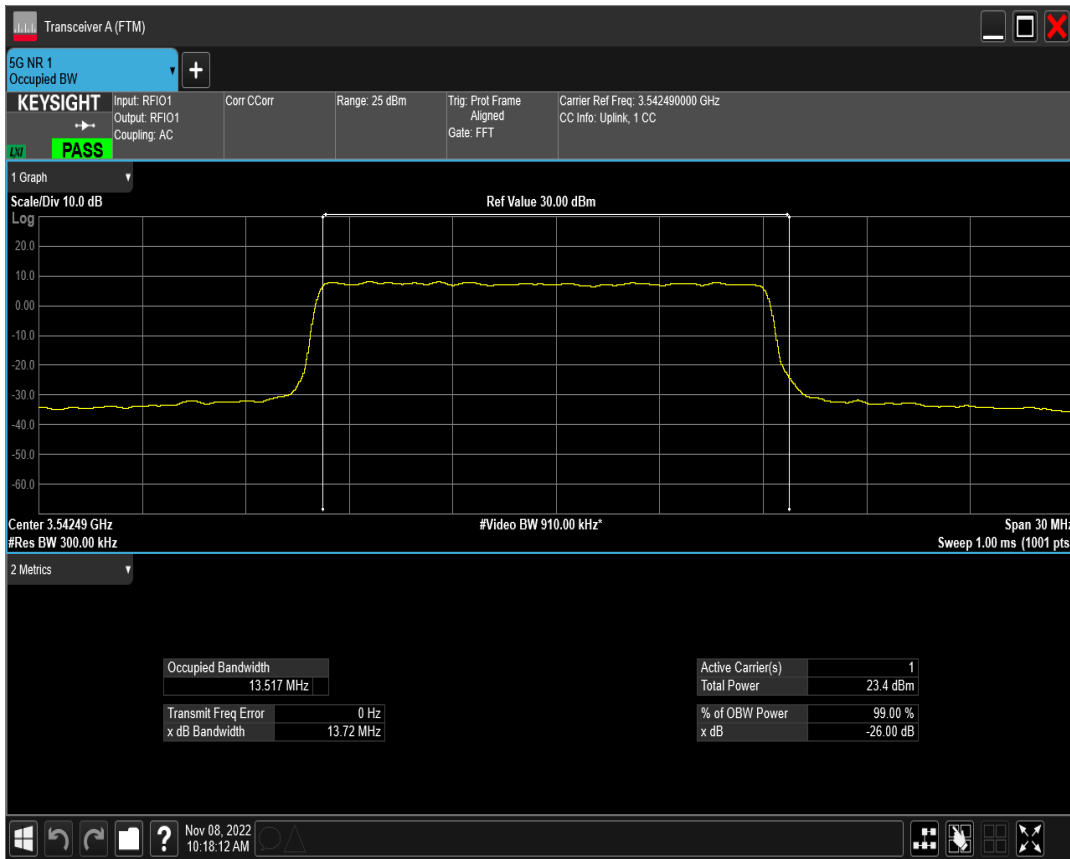 Transceiver A (FTM)
5G NR 1
Occupied BW
+
KEYSIGHT
LXI
PASS
Input: RFIO1
Output: RFIO1
Coupling: AC
Corr CCorr
Range: 25 dBm
Trig: Prot Frame
Aligned
Gate: FFT
Carrier Ref Freq: 3.542490000 GHz
CC Info: Uplink, 1 CC
1 Graph
Scale/Div 10.0 dB
Ref Value 30.00 dBm
Log
20.0
10.0
0.00
-10.0
-20.0
-30.0
-40.0
-50.0
-60.0
Center 3.54249 GHz
#Video BW 910.00 kHz*
Span 30 MHz
#Res BW 300.00 kHz
Sweep 1.00 ms (1001 pts
2 Metrics
Occupied Bandwidth
13.517 MHz
Transmit Freq Error 0 Hz
x dB Bandwidth 13.72 MHz
Active Carrier(s) 1
Total Power 23.4 dBm
% of OBW Power 99.00 %
x dB -26.00 dB
?
Nov 08, 2022
10:18:12 AM